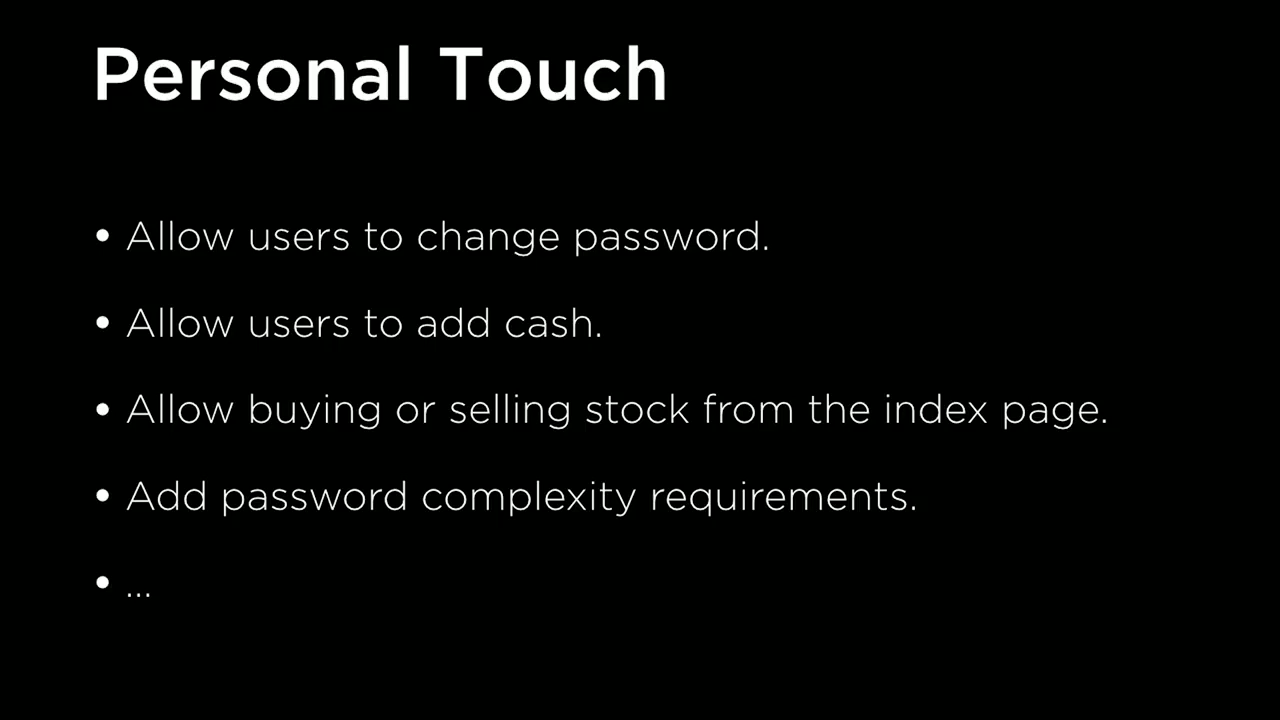 Personal Touch
• Allow users to change password.
• Allow users to add cash.
• Allow buying or selling stock from the index page.
• Add password complexity requirements.
• ...